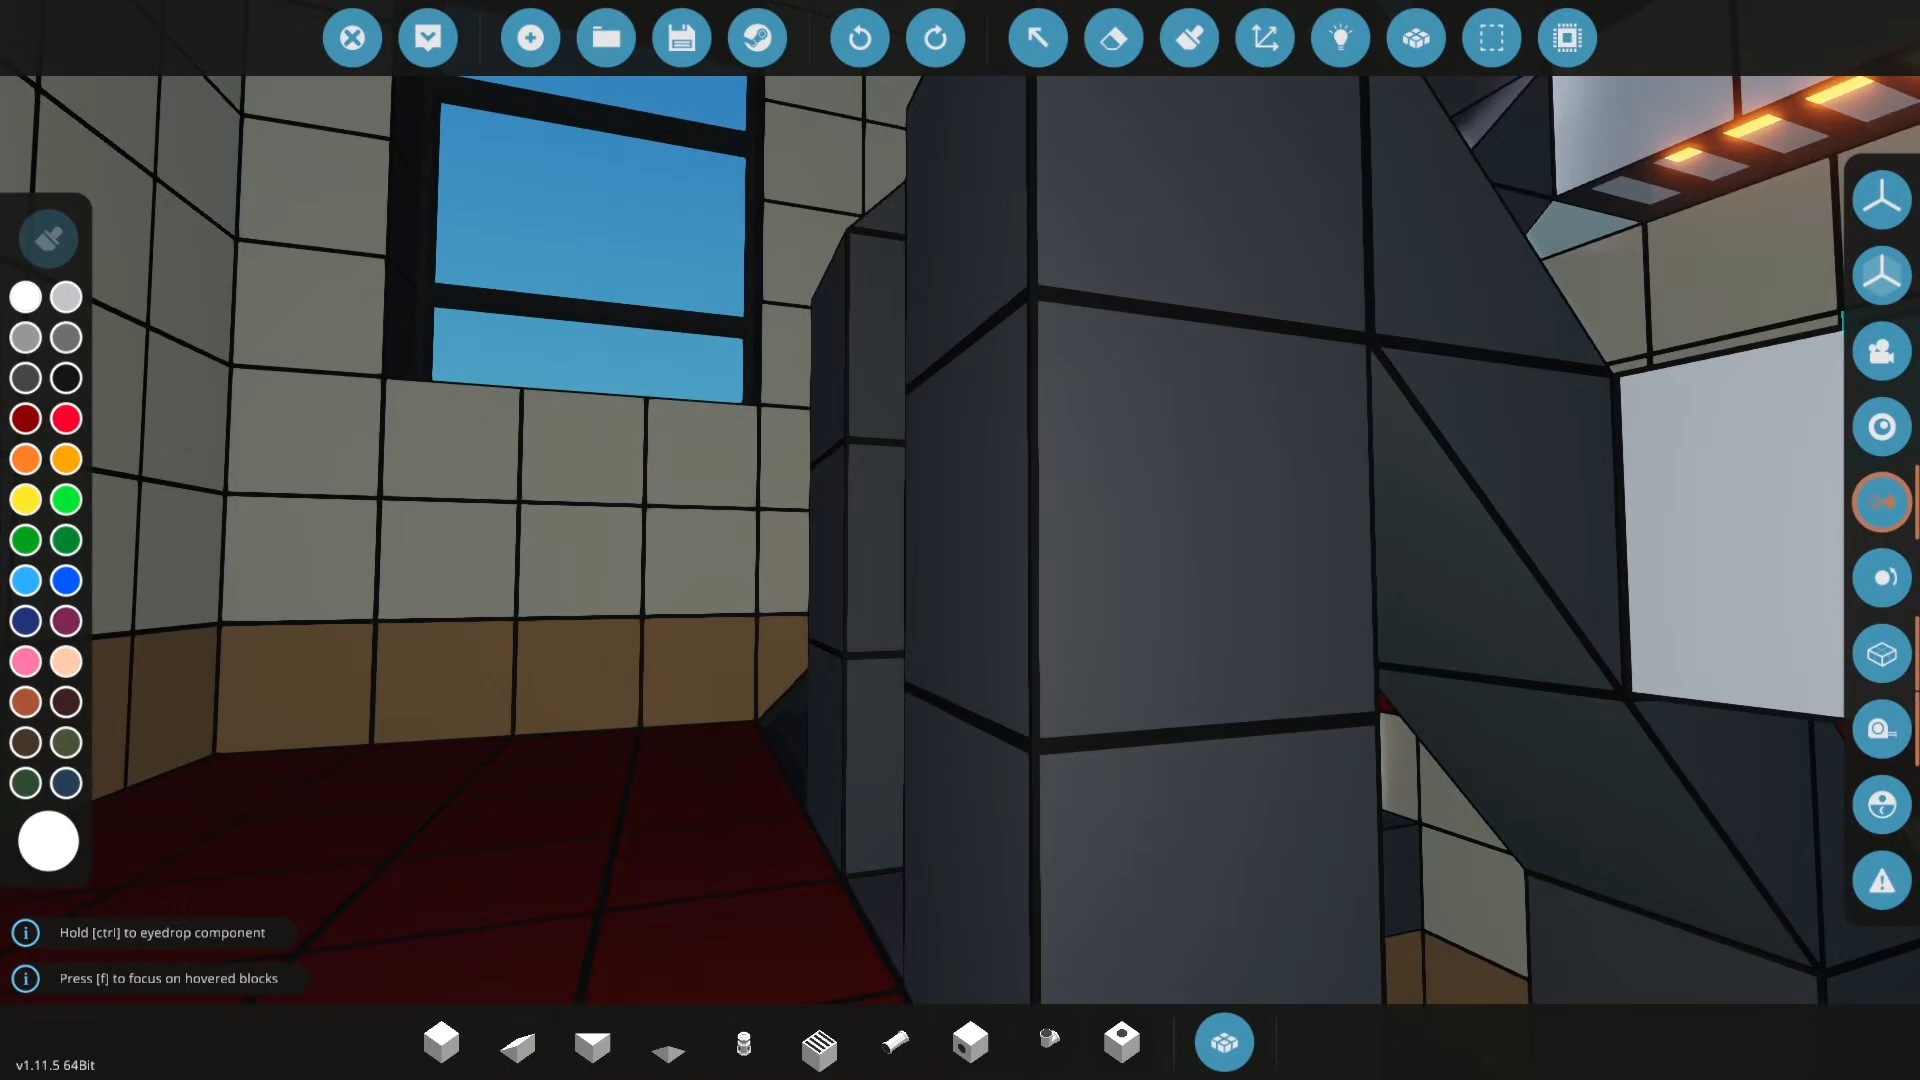 Hold [ctrl] to eyedrop component
Press [f] to focus on hovered blocks
v1.11.5 64Bit